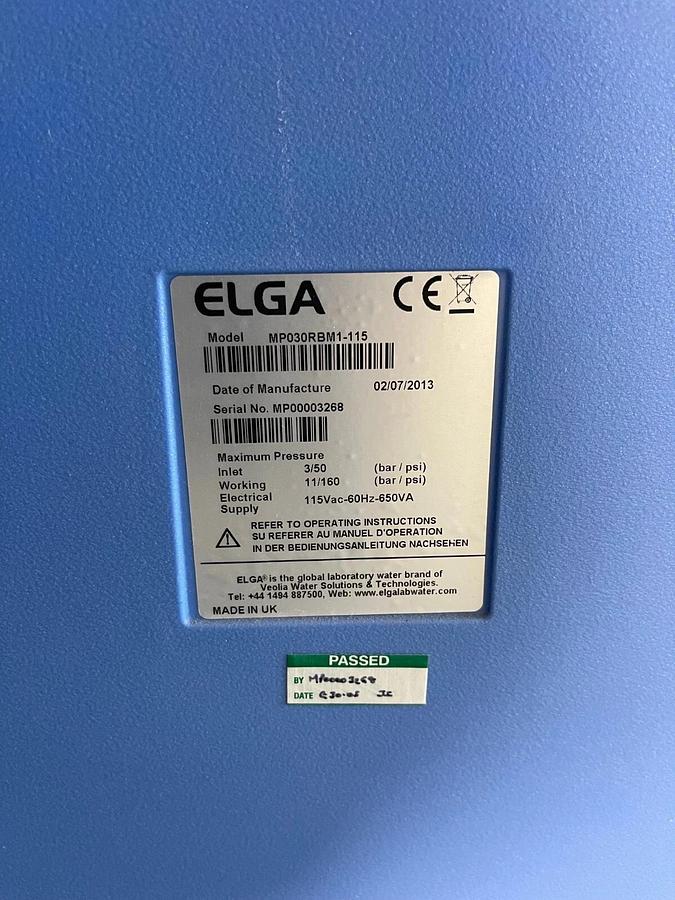 ELGA CE
Model MP030RBM1-115
Date of Manufacture 02/07/2013
Serial No. MP00003268
Maximum Pressure
Inlet 3/50 (bar / psi)
Working 11/160 (bar / psi)
Electrical 115Vac-60Hz-650VA
Supply
REFER TO OPERATING INSTRUCTIONS
SU REFERER AU MANUEL D'OPERATION
IN DER BEDIENUNGSANLEITUNG NACHSEHEN
ELGA® is the global laboratory water brand of
Veolia Water Solutions & Technologies.
Tel: +44 1494 887500, Web: www.elgalabwater.com
MADE IN UK
PASSED
BY MP00003268
DATE